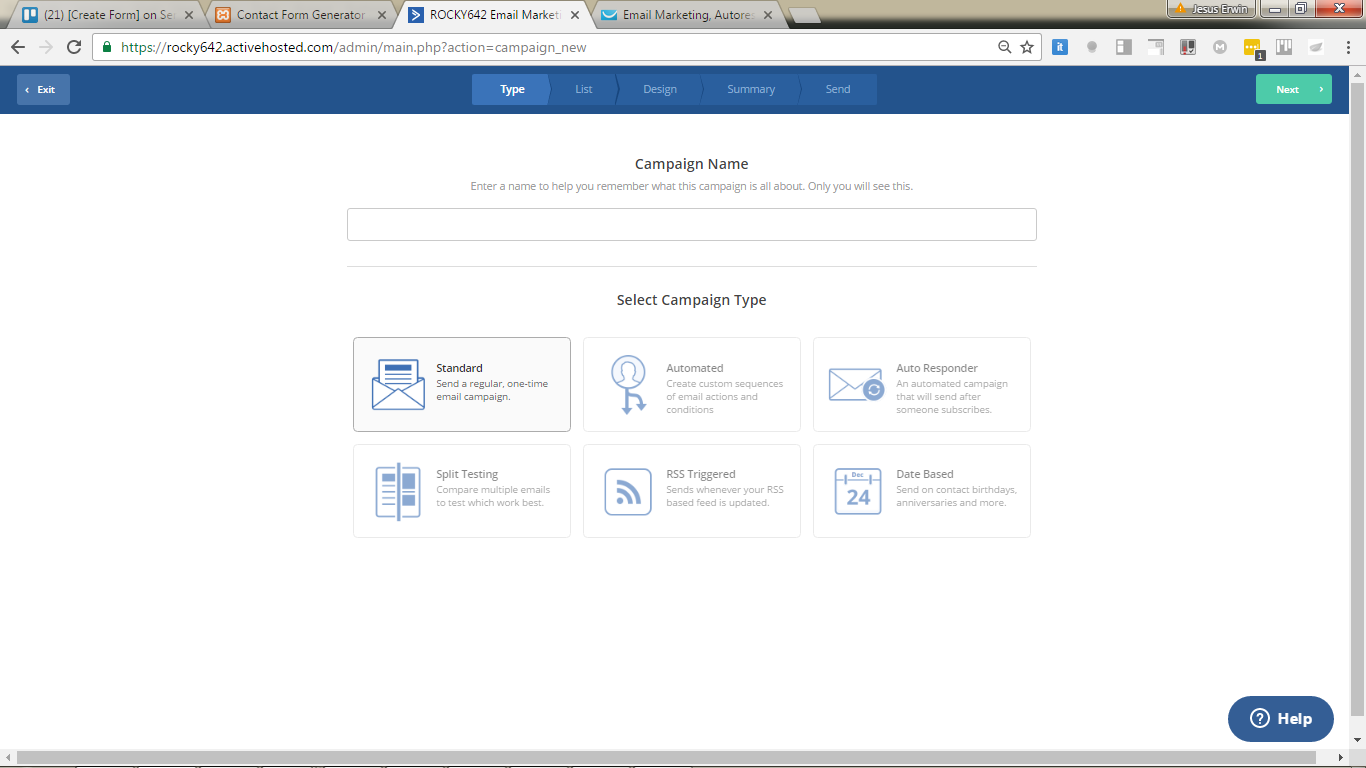 (21) [Create Form] on Se
Contact Form Generator
ROCKY642 Email Market
Email Marketing, Autore
Jesus Erwin
https://rocky642.activehosted.com/admin/main.php?action=campaign_new
it
M
1
Exit
Type
List
Design
Summary
Send
Next
Campaign Name
Enter a name to help you remember what this campaign is all about. Only you will see this.
Select Campaign Type
Standard
Send a regular, one-time
email campaign.
Automated
Create custom sequences
of email actions and
conditions
Auto Responder
An automated campaign
that will send after
someone subscribes.
Split Testing
Compare multiple emails
to test which work best.
RSS Triggered
Sends whenever your RSS
based feed is updated.
Dec
24
Date Based
Send on contact birthdays,
anniversaries and more.
? Help